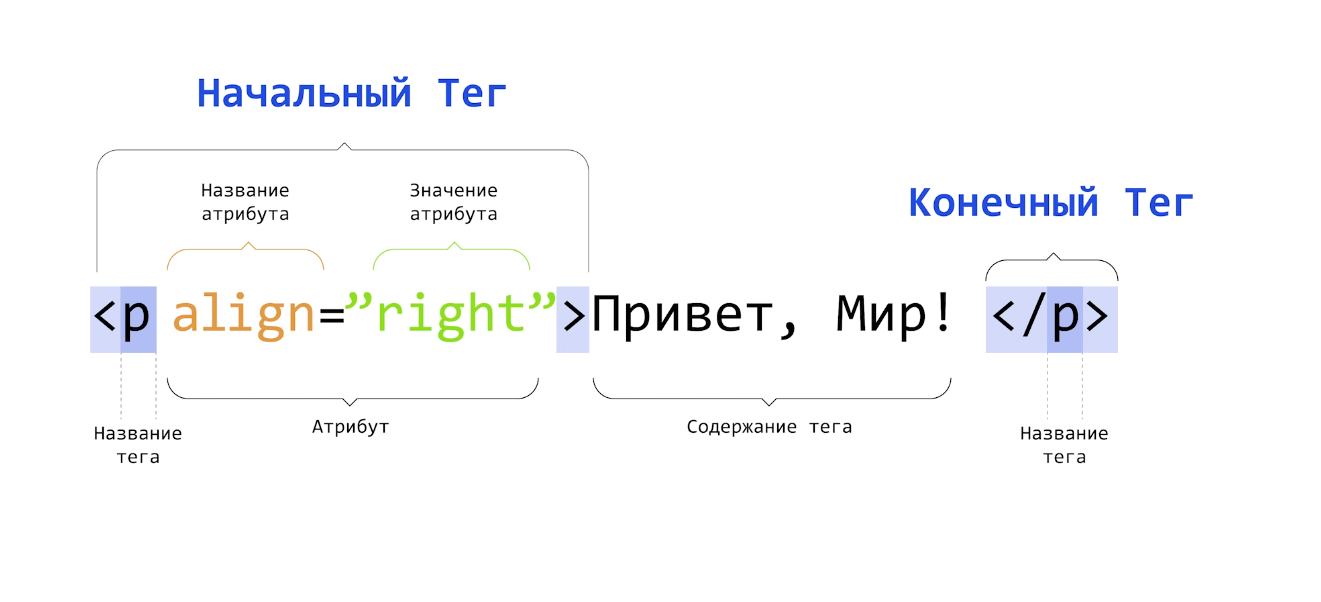 Начальный Тег
Название
атрибута
Значение
атрибута
Конечный Тег
<p align=”right”>Привет, Мир! </p>
Название
тега
Атрибут
Содержание тега
Название
тега